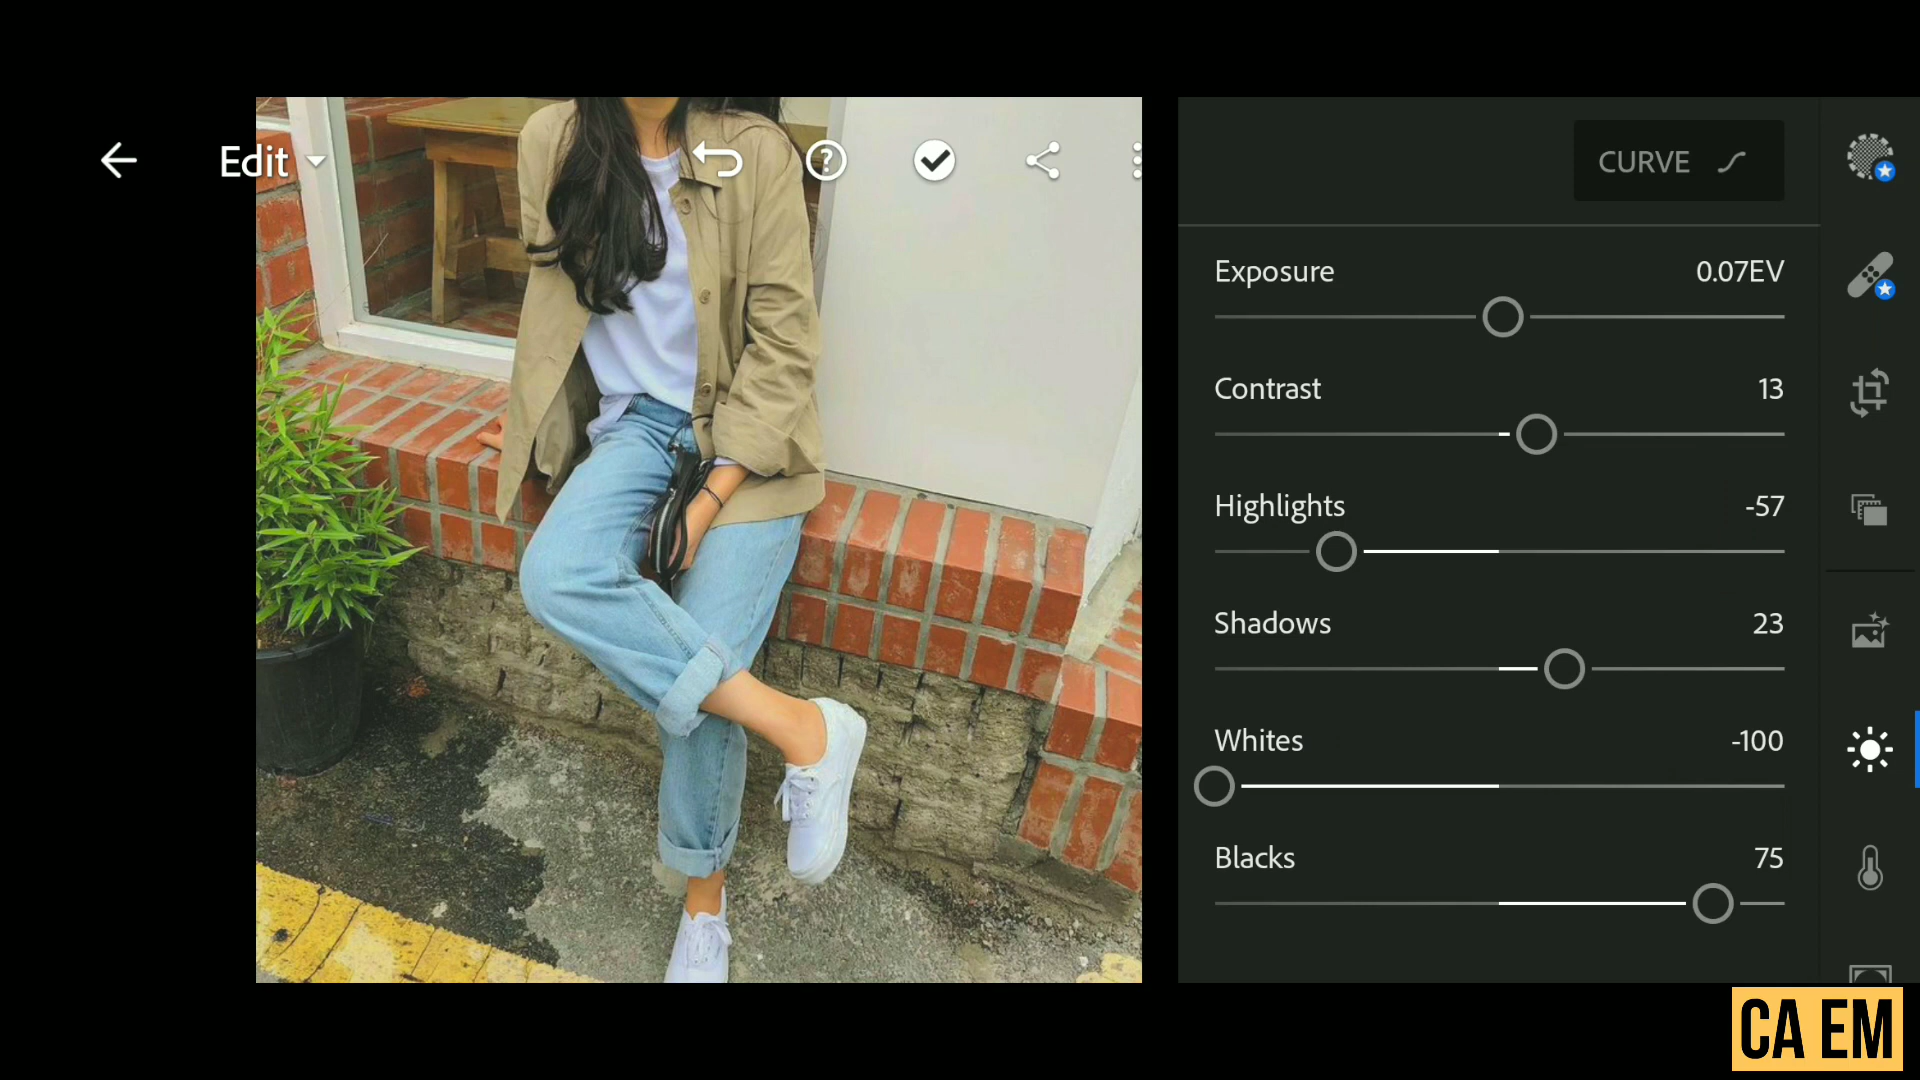 Edit
CURVE
Exposure 0.07EV
Contrast 13
Highlights -57
Shadows 23
Whites -100
Blacks 75
CA EM